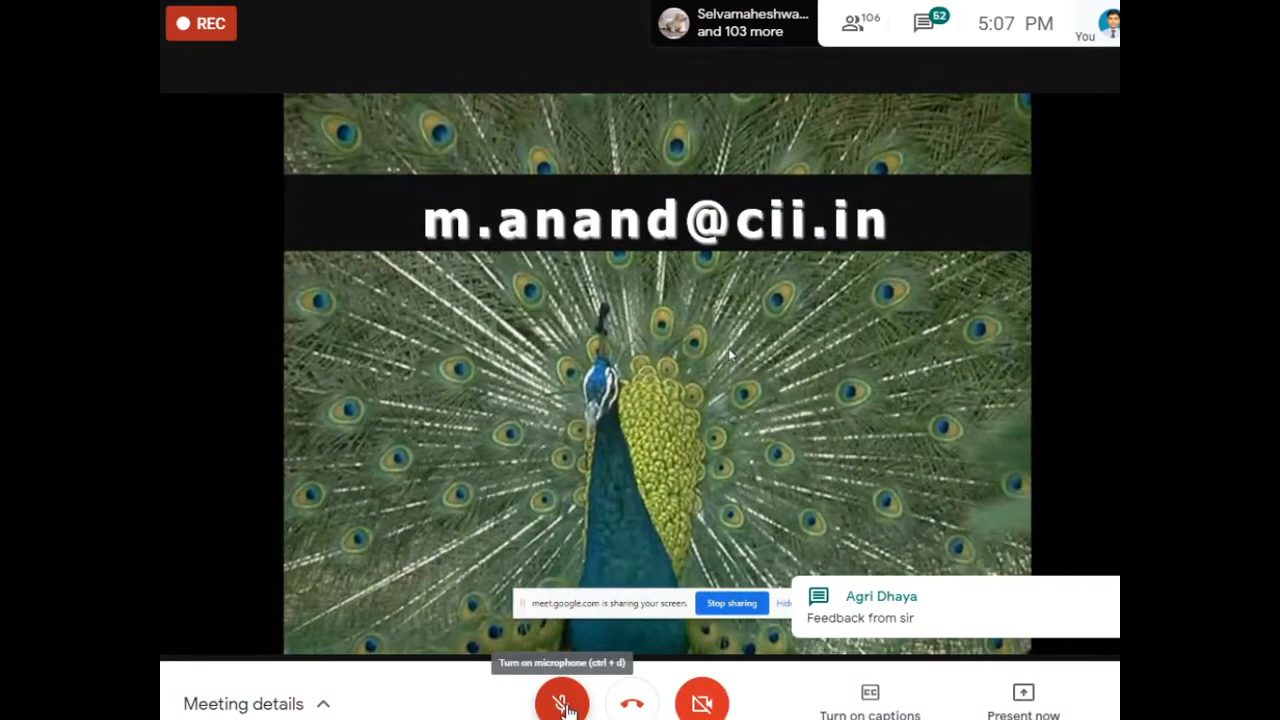 REC
Selvamaheshwa...
and 103 more
106
52
5:07 PM
You
m.anand@cii.in
meet.google.com is sharing your screen.
Stop sharing
Agri Dhaya
Feedback from sir
Turn on microphone (ctrl + d)
Meeting details
CC
Turn on captions
Present now